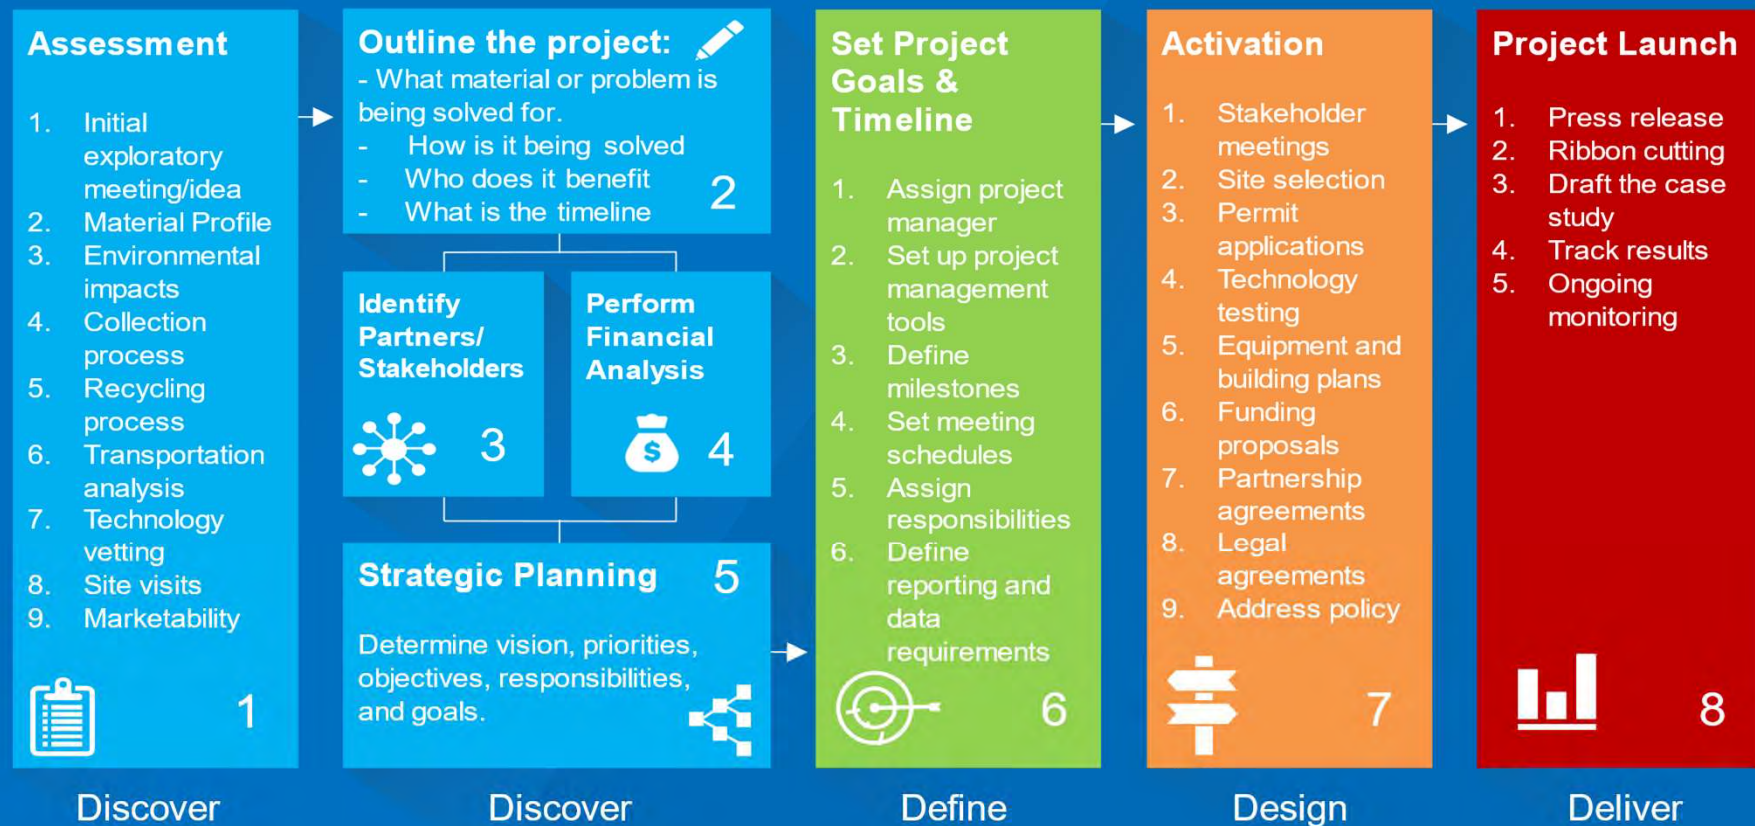 Assessment
1. Initial
exploratory
meeting/idea
2. Material Profile
3. Environmental
impacts
4. Collection
process
5. Recycling
process
6. Transportation
analysis
7. Technology
vetting
8. Site visits
9. Marketability
1
Discover
Outline the project:
- What material or problem is
being solved for.
- How is it being solved
- Who does it benefit
- What is the timeline
2
Identify
Partners/
Stakeholders
3
Perform
Financial
Analysis
$
4
Strategic Planning 5
Determine vision, priorities,
objectives, responsibilities,
and goals.
Discover
Set Project
Goals &
Timeline
1. Assign project
manager
2. Set up project
management
tools
3. Define
milestones
4. Set meeting
schedules
5. Assign
responsibilities
6. Define
reporting and
data
requirements
6
Define
Activation
1. Stakeholder
meetings
2. Site selection
3. Permit
applications
4. Technology
testing
5. Equipment and
building plans
6. Funding
proposals
7. Partnership
agreements
8. Legal
agreements
9. Address policy
7
Design
Project Launch
1. Press release
2. Ribbon cutting
3. Draft the case
study
4. Track results
5. Ongoing
monitoring
8
Deliver